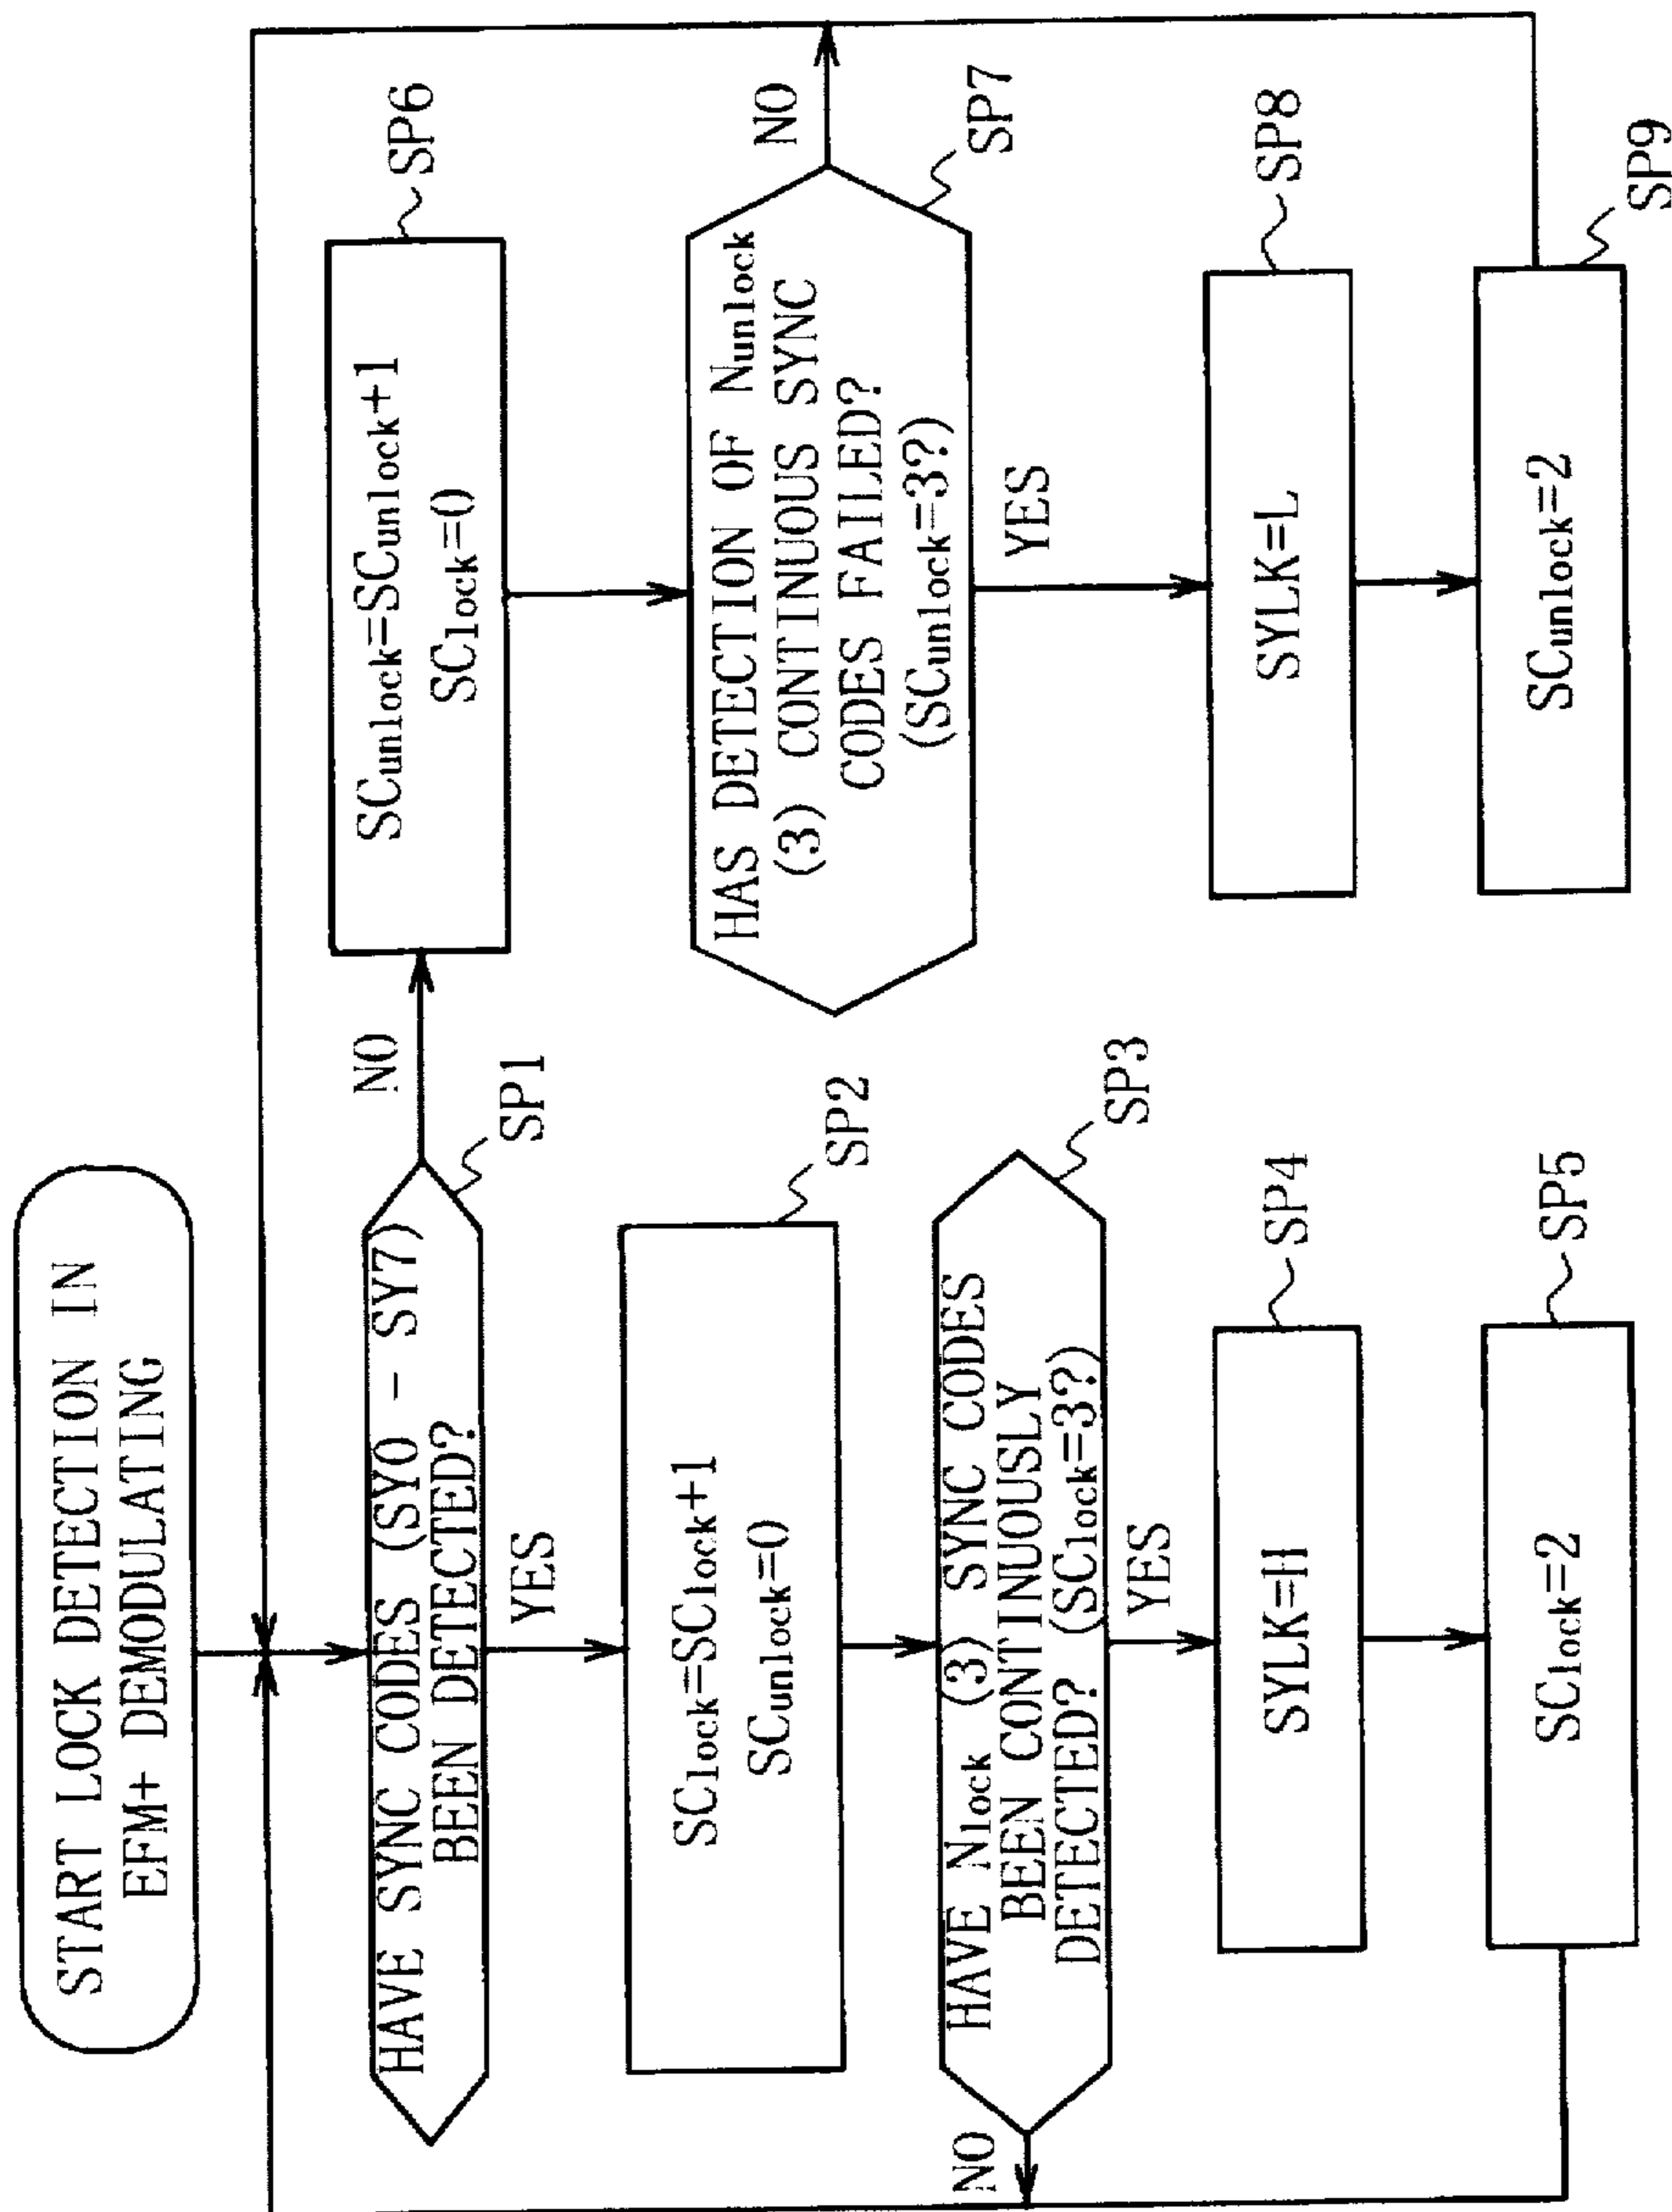 START LOCK DETECTION IN
EFM+ DEMODULATING
HAVE SYNC CODES (SY0 - SY7)
BEEN DETECTED?
SP1
NO
YES
SClock=SClock+1
SCunlock=0
SP2
HAVE Nlock (3) SYNC CODES
BEEN CONTINUOUSLY
DETECTED? (SClock=3?)
SP3
NO
YES
SYLK=H
SP4
SClock=2
SP5
SCunlock=SCunlock+1
SClock=0
SP6
HAS DETECTION OF Nunlock
(3) CONTINUOUS SYNC
CODES FAILED?
(SCunlock=3?)
SP7
NO
YES
SYLK=L
SP8
SCunlock=2
SP9